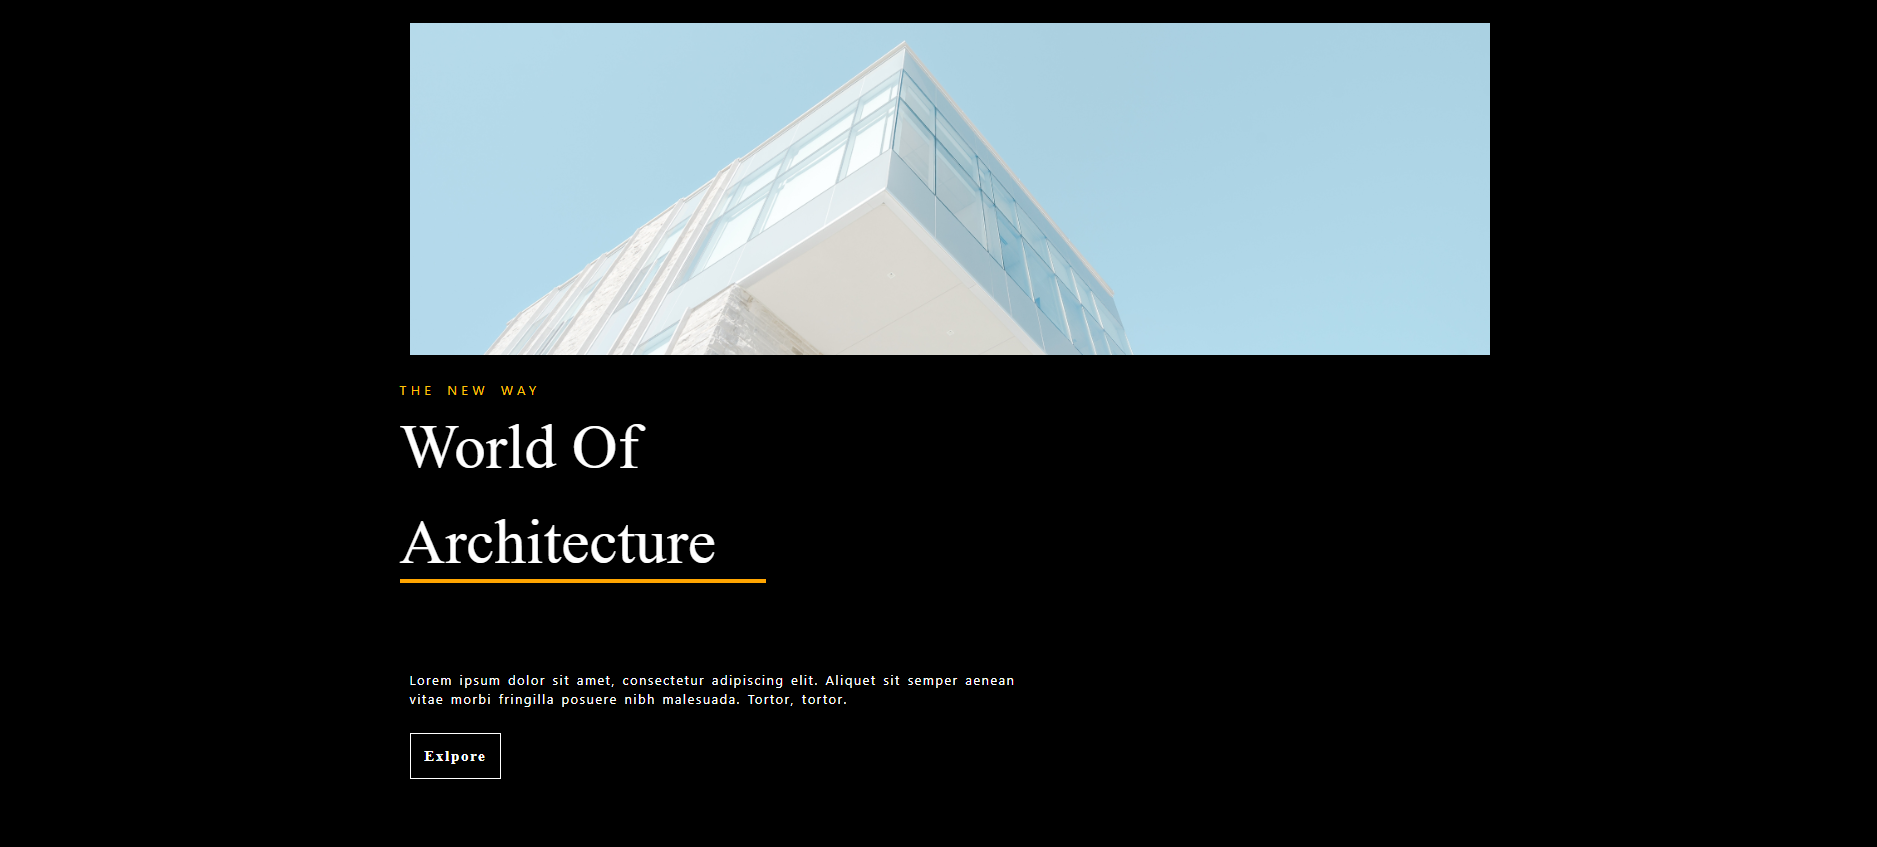 THE NEW WAY
World Of
Architecture
Lorem ipsum dolor sit amet, consectetur adipiscing elit. Aliquet sit semper aenean
vitae morbi fringilla posuere nibh malesuada. Tortor, tortor.
Exlpore